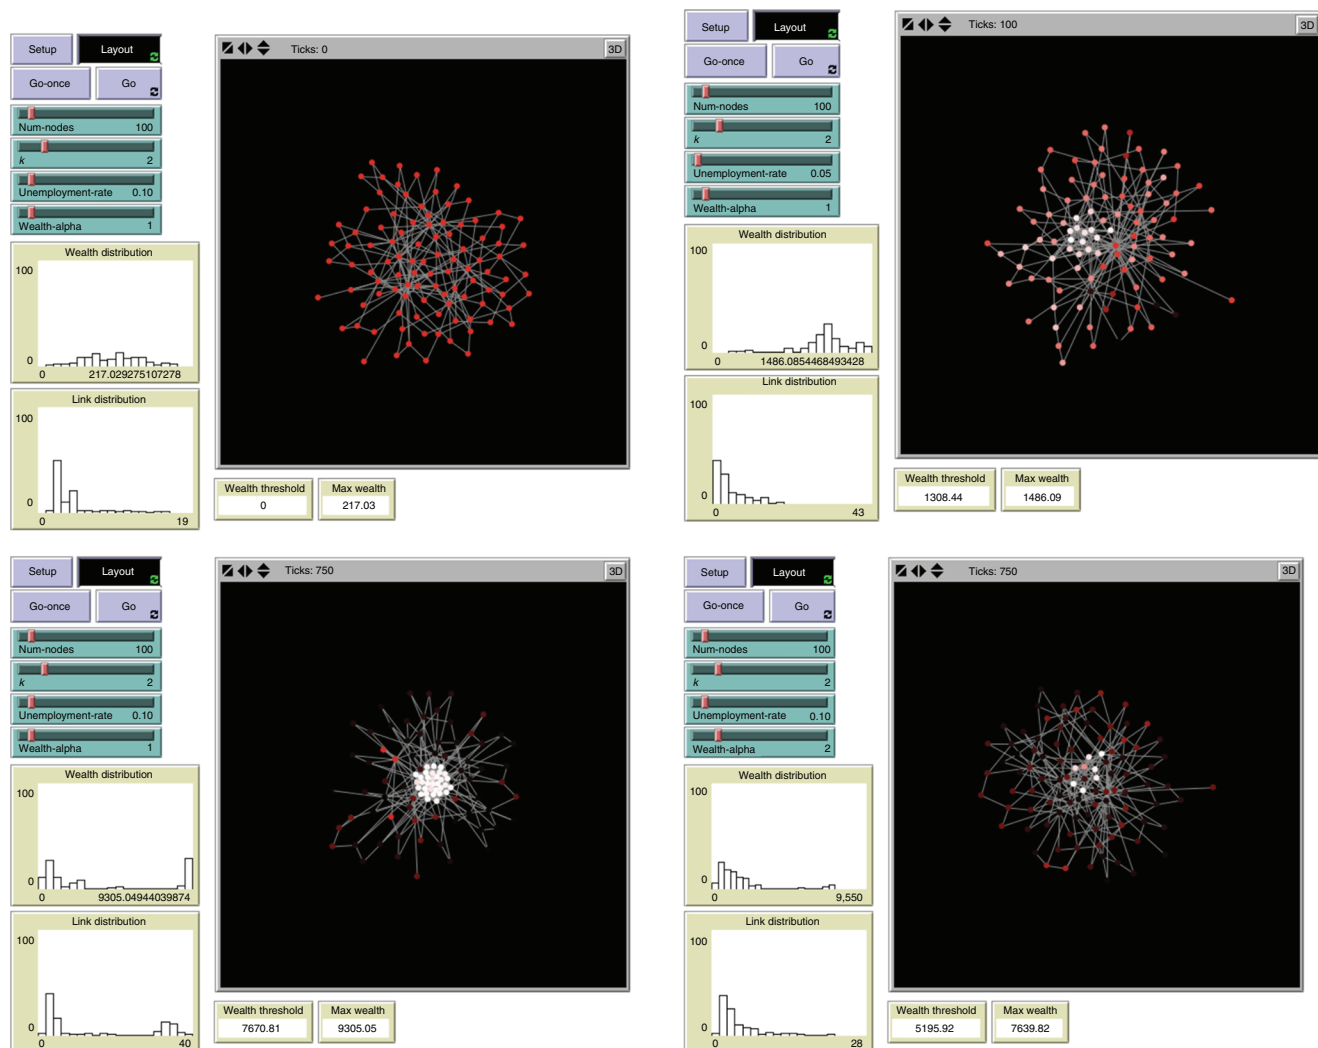 Setup
Layout
Ticks: 0
3D
Go-once
Go
Num-nodes 100
k 2
Unemployment-rate 0.10
Wealth-alpha 1
Wealth distribution
100
0
0 217.029275107278
Link distribution
100
0
0 19
Wealth threshold
0
Max wealth
217.03
Setup
Layout
Ticks: 100
3D
Go-once
Go
Num-nodes 100
k 2
Unemployment-rate 0.05
Wealth-alpha 1
Wealth distribution
100
0
0 1486.0854468493428
Link distribution
100
0
0 43
Wealth threshold
1308.44
Max wealth
1486.09
Setup
Layout
Ticks: 750
3D
Go-once
Go
Num-nodes 100
k 2
Unemployment-rate 0.10
Wealth-alpha 1
Wealth distribution
100
0
0 9305.04944039874
Link distribution
100
0
0 40
Wealth threshold
7670.81
Max wealth
9305.05
Setup
Layout
Ticks: 750
3D
Go-once
Go
Num-nodes 100
k 2
Unemployment-rate 0.10
Wealth-alpha 2
Wealth distribution
100
0
0 9,550
Link distribution
100
0
0 28
Wealth threshold
5195.92
Max wealth
7639.82